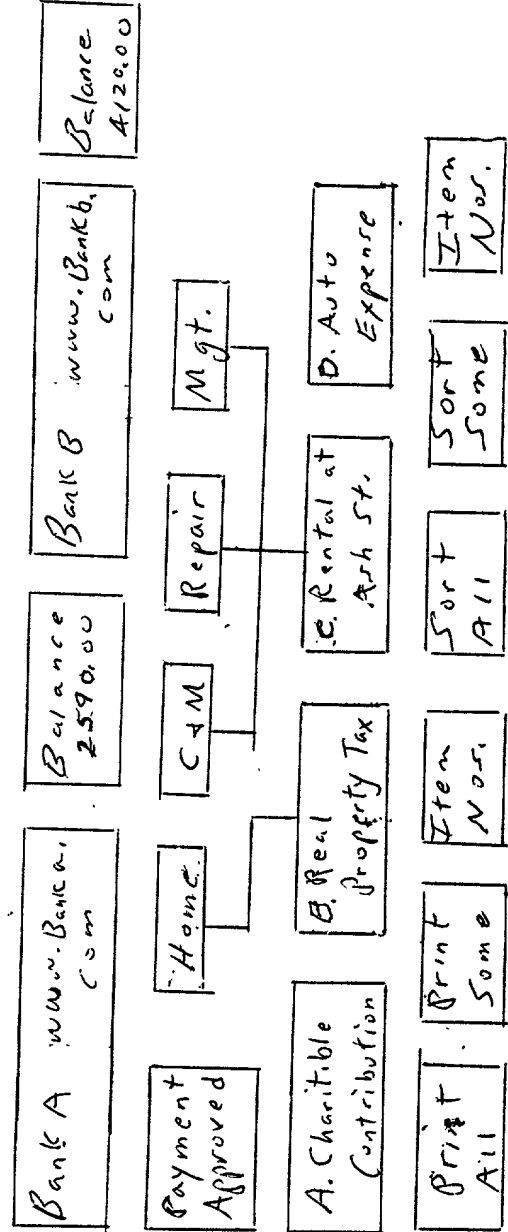 Bank A www.Banka.
com
Balance
2590.00
Bank B www.Bankb.
com
Balance
4120.00
Payment
Approved
Home
C+M
Repair
Mgt.
A. Charitible
Contribution
B. Real
Property Tax
C. Rental at
Ash St.
D. Auto
Expense
Print
All
Print
Some
Item
Nos.
Sort
All
Sort
Some
Item
Nos.